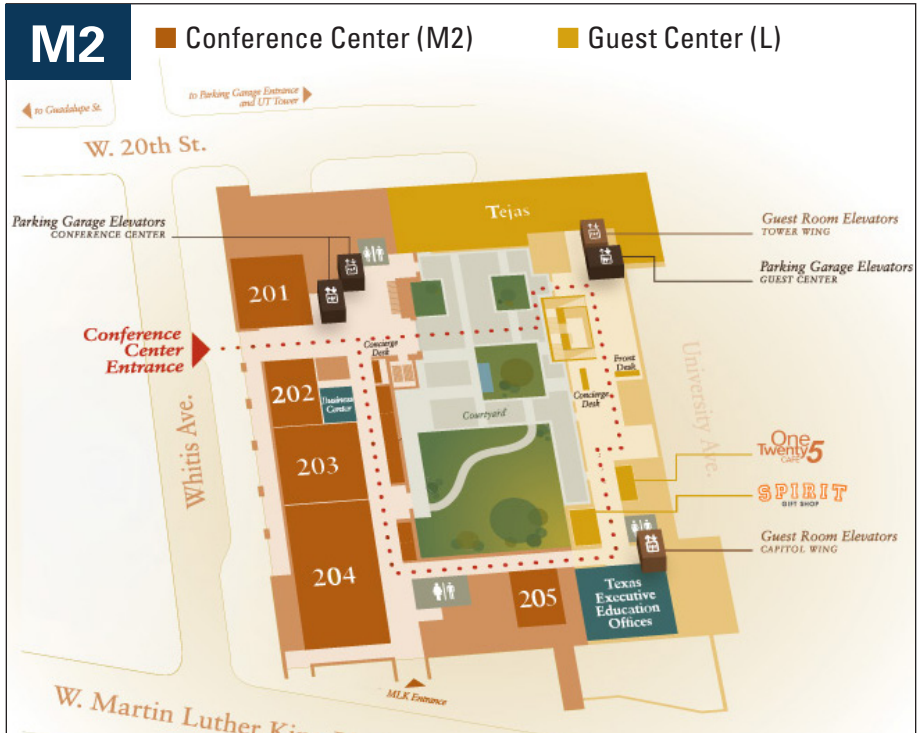 M2
Conference Center (M2)
Guest Center (L)
to Parking Garage Entrance
and UT Tower
to Guadalupe St.
W. 20th St.
Tejas
Parking Garage Elevators
CONFERENCE CENTER
Guest Room Elevators
TOWER WING
Parking Garage Elevators
GUEST CENTER
201
Conference
Center
Entrance
Concierge
Desk
Front
Desk
University Ave.
202
Business
Center
Concierge
Desk
Courtyard
Whitis Ave.
203
One
Twenty5
CAFE
SPIRIT
GIFT SHOP
Guest Room Elevators
CAPITOL WING
204
205
Texas
Executive
Education
Offices
MLK Entrance
W. Martin Luther